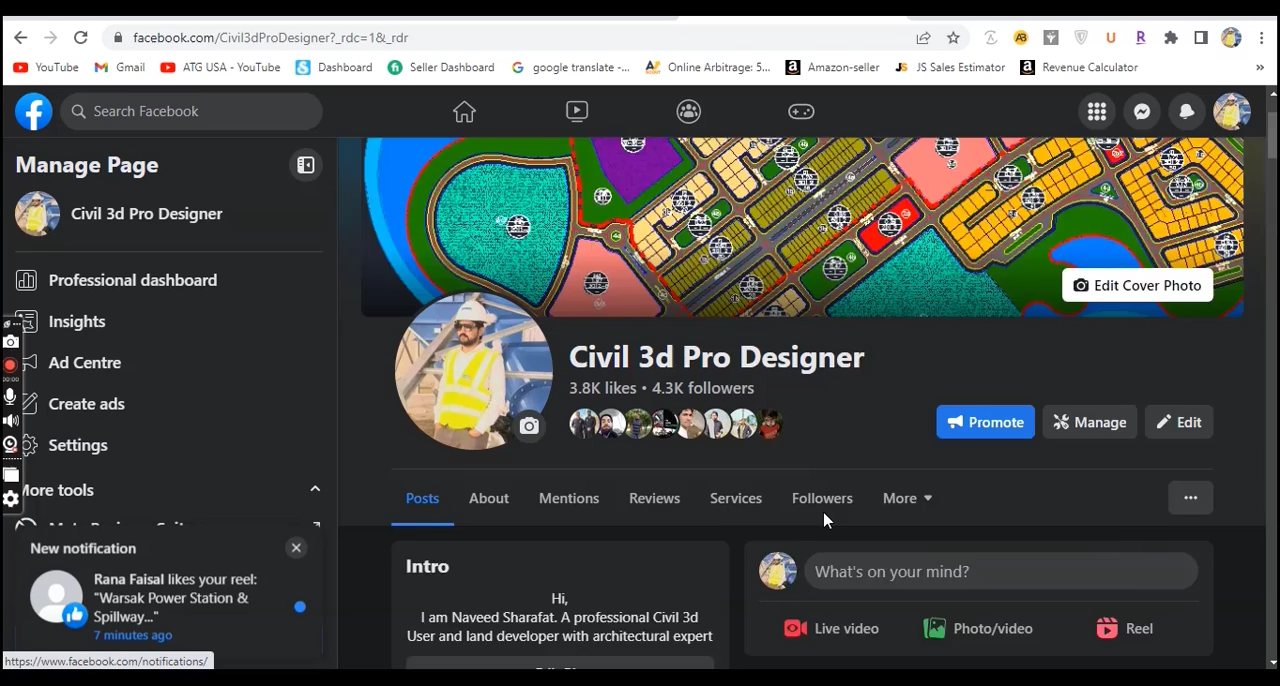 facebook.com/Civil3dProDesigner?_rdc=1&_rdr
YouTube
Gmail
ATG USA - YouTube
Dashboard
Seller Dashboard
google translate -...
Online Arbitrage: 5...
Amazon-seller
JS Sales Estimator
Revenue Calculator
»
Search Facebook
Manage Page
Civil 3d Pro Designer
Professional dashboard
Insights
Ad Centre
Create ads
Settings
More tools
New notification
Rana Faisal likes your reel:
"Warsak Power Station &
Spillway..."
7 minutes ago
https://www.facebook.com/notifications/
Edit Cover Photo
Civil 3d Pro Designer
3.8K likes • 4.3K followers
Promote
Manage
Edit
Posts
About
Mentions
Reviews
Services
Followers
More
Intro
Hi,
I am Naveed Sharafat. A professional Civil 3d
User and land developer with architectural expert
What's on your mind?
Live video
Photo/video
Reel